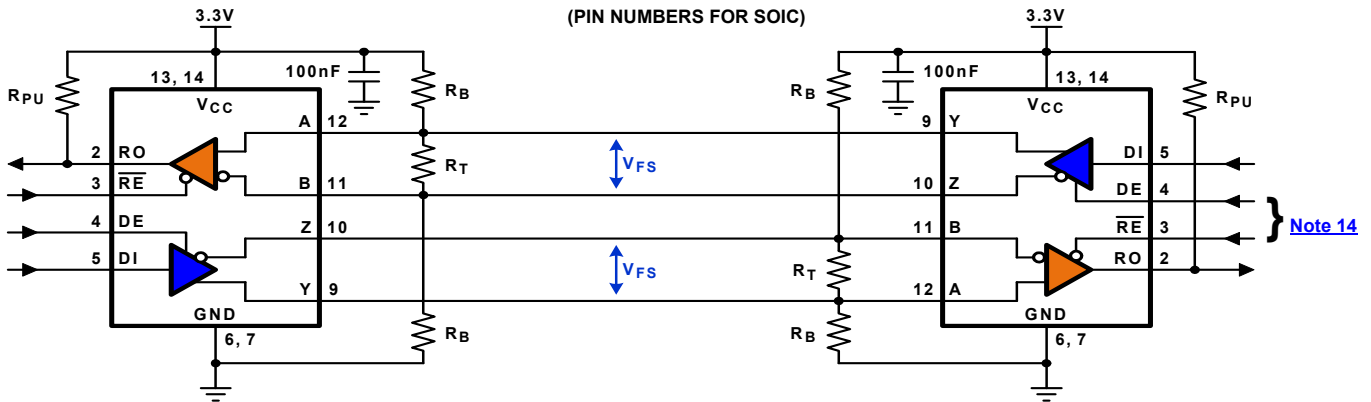 (PIN NUMBERS FOR SOIC)
3.3V
3.3V
13, 14
100nF
RB
RPU
VCC
A 12
RT
2 RO
3 RE
B 11
4 DE
Z 10
5 DI
Y 9
GND
6, 7
RB
VFS
VFS
RB
100nF
13, 14
VCC
RPU
9 Y
DI 5
10 Z
DE 4
11 B
RE 3
Note 14
RT
RO 2
12 A
GND
RB
6, 7